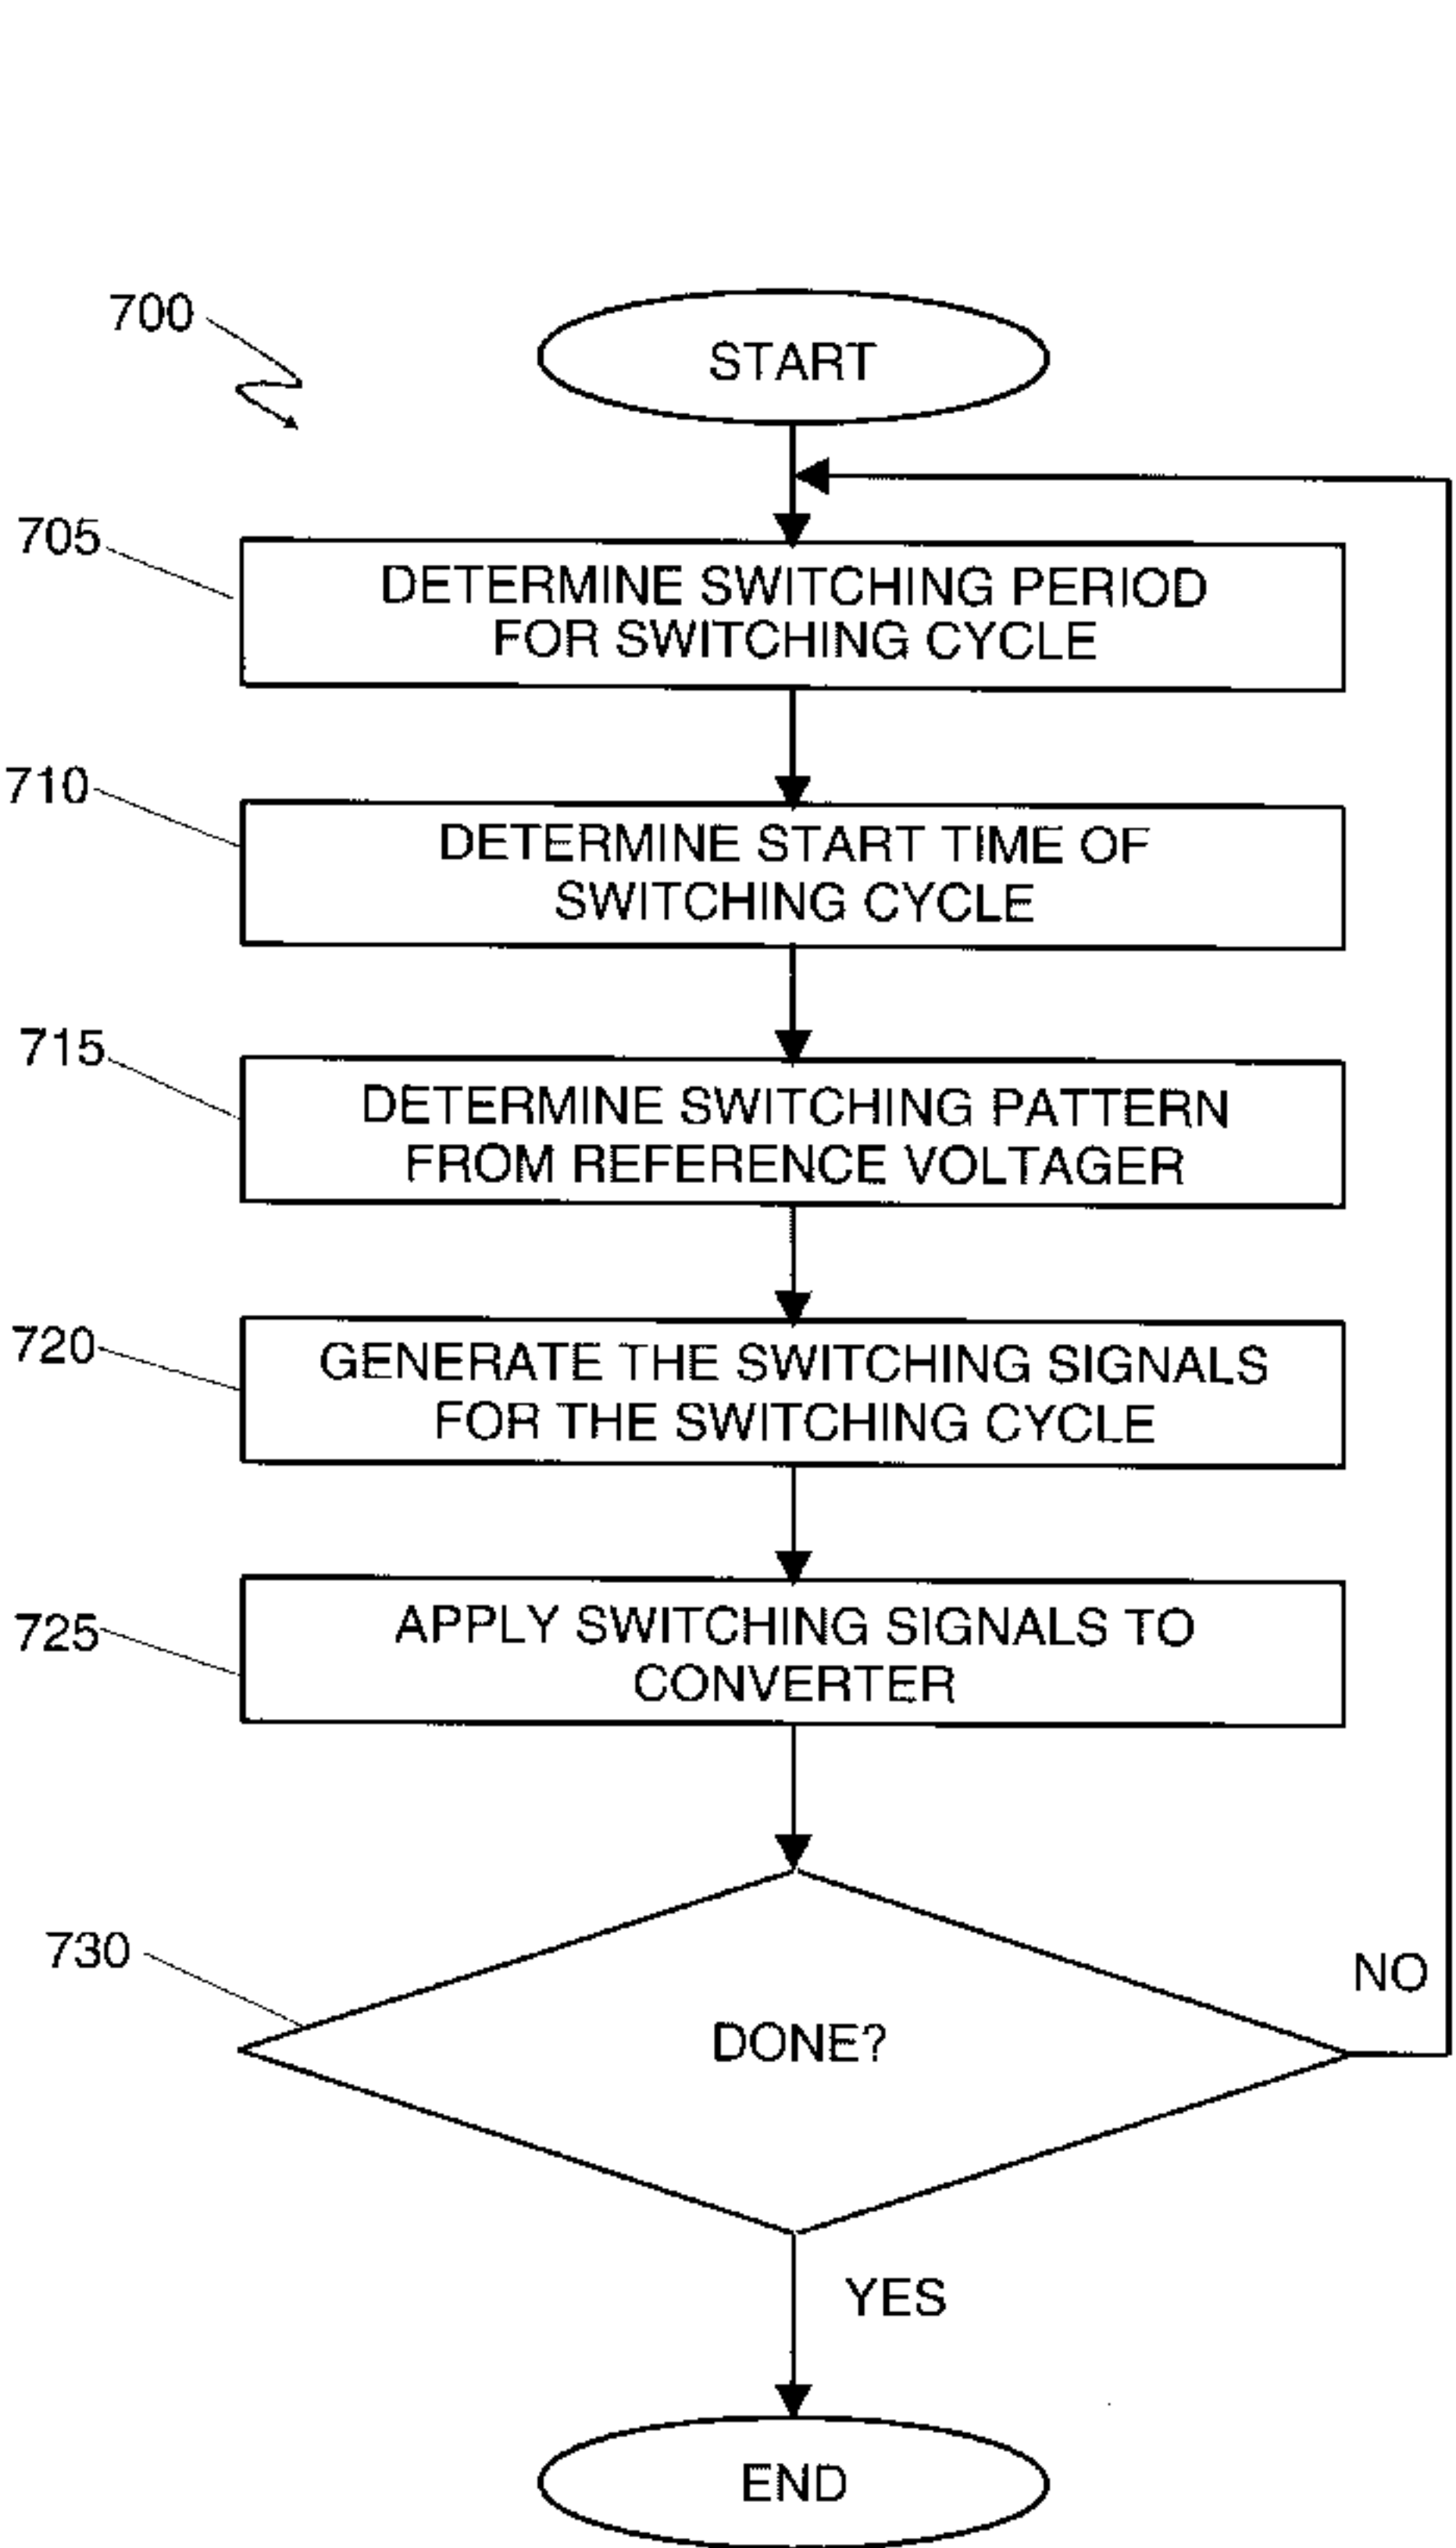 700
START
705
DETERMINE SWITCHING PERIOD
FOR SWITCHING CYCLE
710
DETERMINE START TIME OF
SWITCHING CYCLE
715
DETERMINE SWITCHING PATTERN
FROM REFERENCE VOLTAGER
720
GENERATE THE SWITCHING SIGNALS
FOR THE SWITCHING CYCLE
725
APPLY SWITCHING SIGNALS TO
CONVERTER
730
DONE?
NO
YES
END